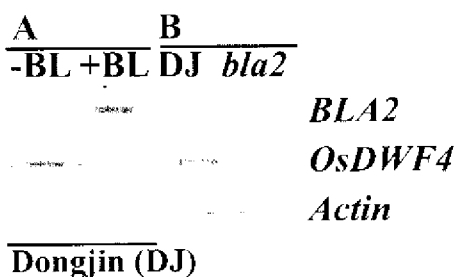 A B
-BL +BL DJ bla2
BLA2
OsDWF4
Actin
Dongjin (DJ)